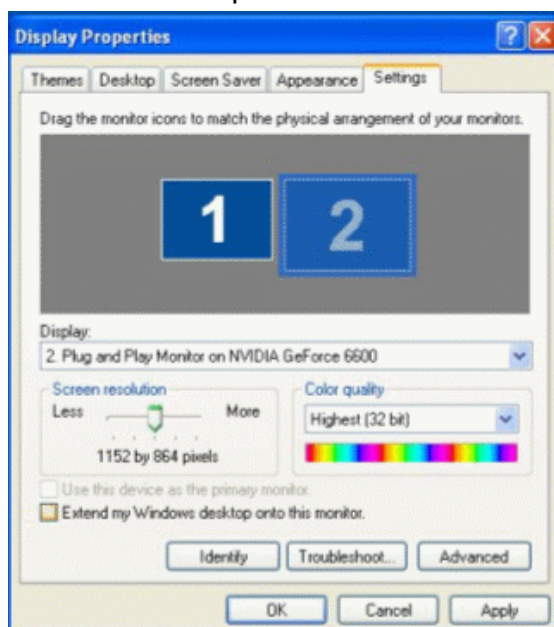 Display Properties
Themes Desktop Screen Saver Appearance Settings
Drag the monitor icons to match the physical arrangement of your monitors.
1 2
Display:
2. Plug and Play Monitor on NVIDIA GeForce 6600
Screen resolution Color quality
Less More Highest (32 bit)
1152 by 864 pixels
Use this device as the primary monitor.
Extend my Windows desktop onto this monitor.
Identify Troubleshoot... Advanced
OK Cancel Apply